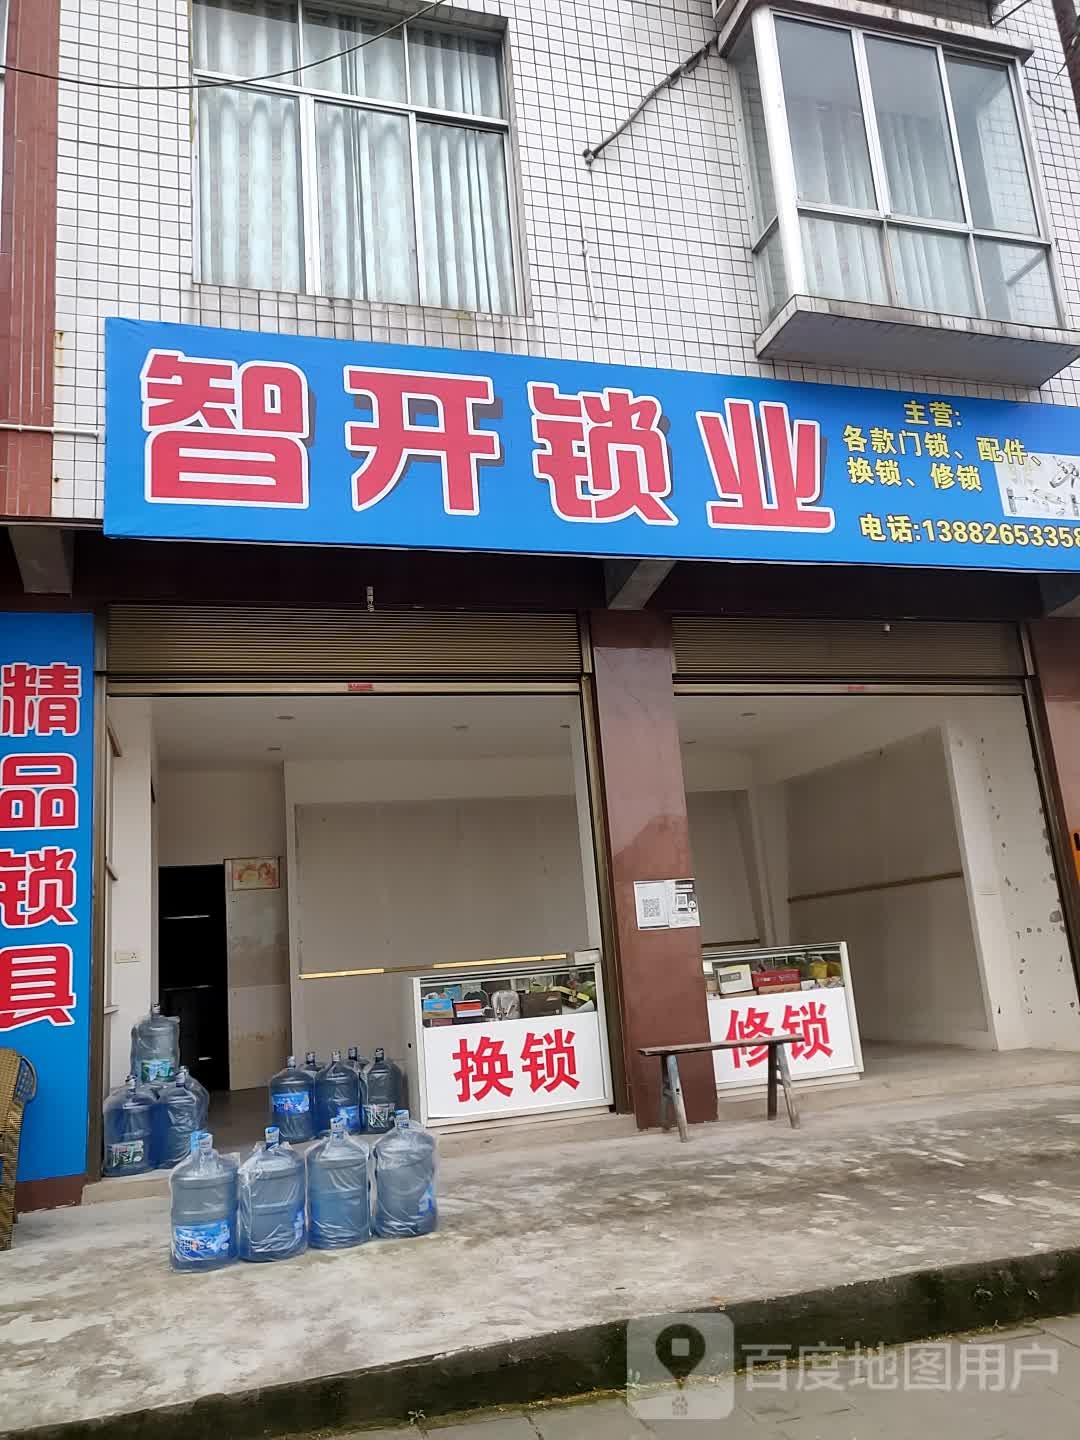 智开锁业
主营:
各款门锁、配件、
换锁、修锁
电话:13882653358
精品锁具
换锁
修锁
百度地图用户